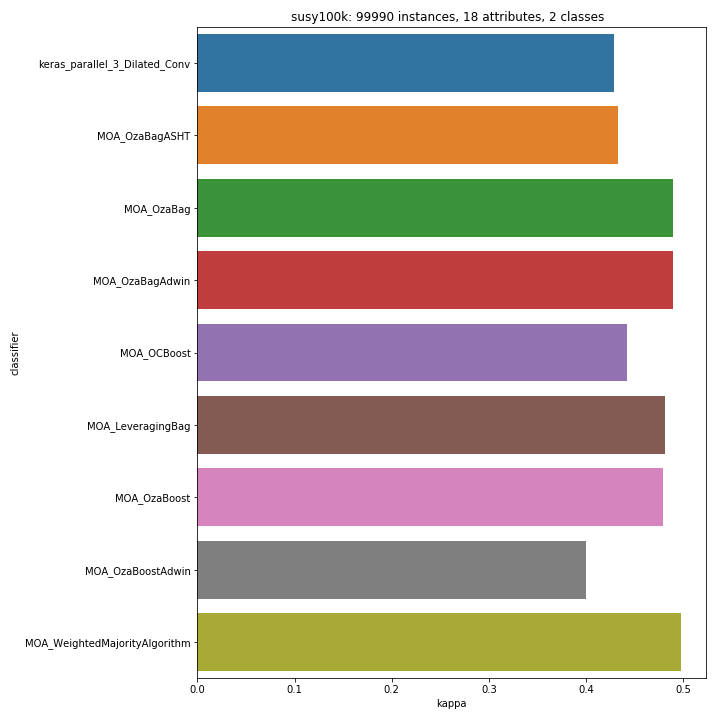 susy100k: 99990 instances, 18 attributes, 2 classes
keras_parallel_3_Dilated_Conv
MOA_OzaBagASHT
MOA_OzaBag
MOA_OzaBagAdwin
MOA_OCBoost
MOA_LeveragingBag
MOA_OzaBoost
MOA_OzaBoostAdwin
MOA_WeightedMajorityAlgorithm
classifier
0.0 0.1 0.2 0.3 0.4 0.5
kappa